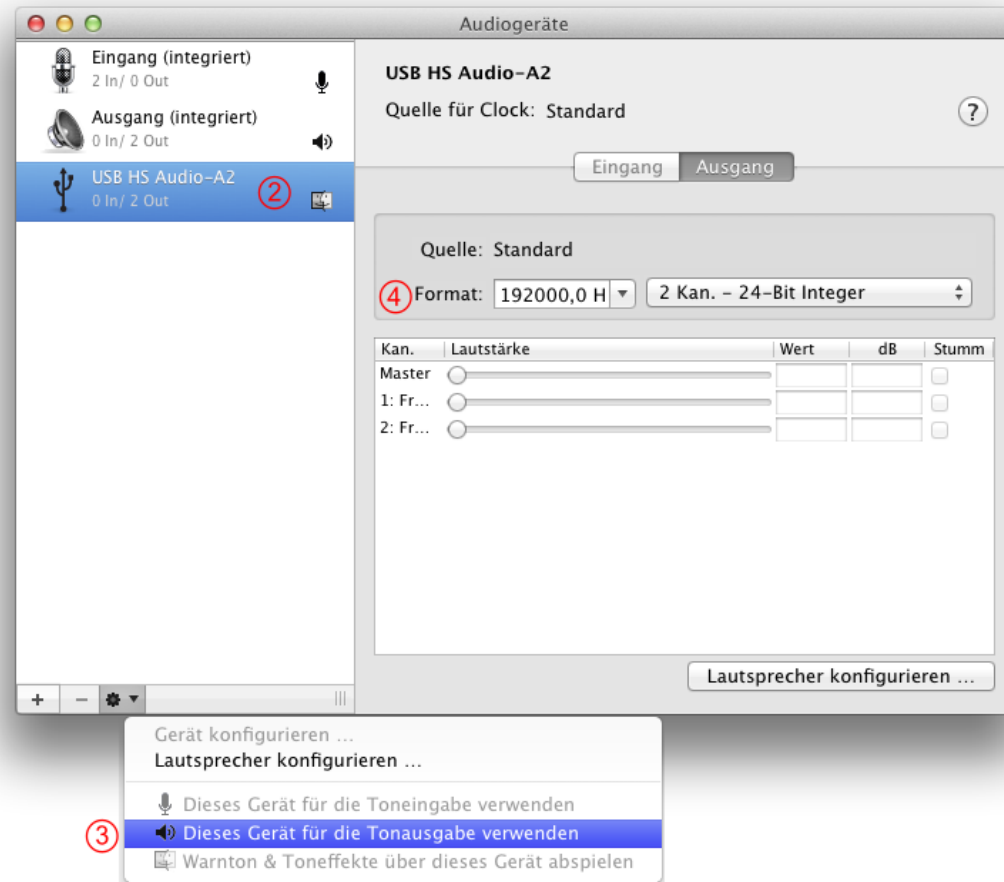 Audiogeräte
Eingang (integriert)
2 In/ 0 Out
Ausgang (integriert)
0 In/ 2 Out
USB HS Audio-A2
0 In/ 2 Out
②
USB HS Audio-A2
Quelle für Clock: Standard
?
Eingang Ausgang
Quelle: Standard
④ Format: 192000,0 H 2 Kan. - 24-Bit Integer
Kan. Lautstärke Wert dB Stumm
Master
1: Fr...
2: Fr...
Lautsprecher konfigurieren ...
+ −
Gerät konfigurieren ...
Lautsprecher konfigurieren ...
Dieses Gerät für die Toneingabe verwenden
③ Dieses Gerät für die Tonausgabe verwenden
Warnton & Toneffekte über dieses Gerät abspielen